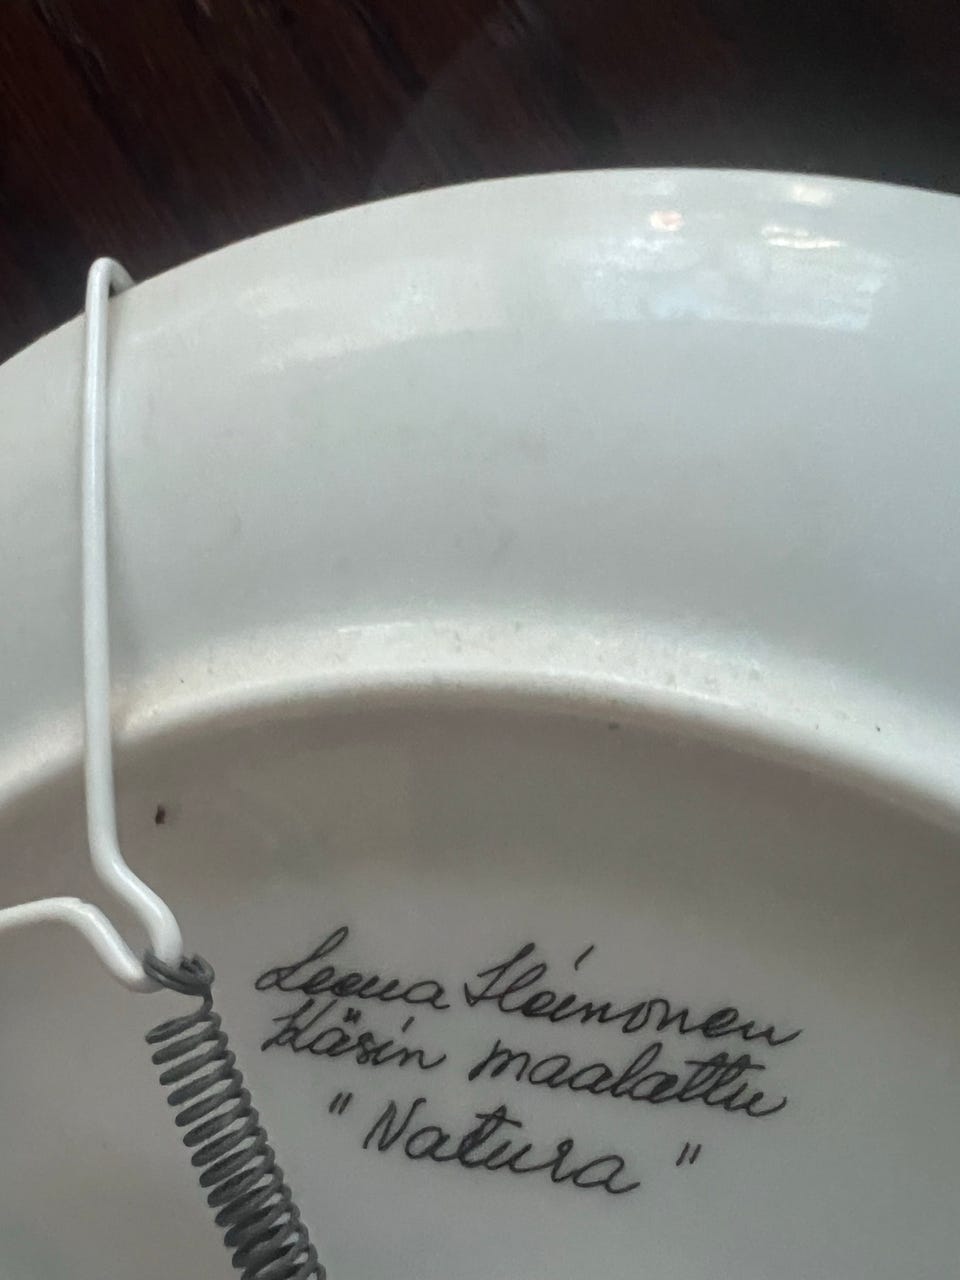 Leena Heinonen
Käsin maalattu
"Natura"